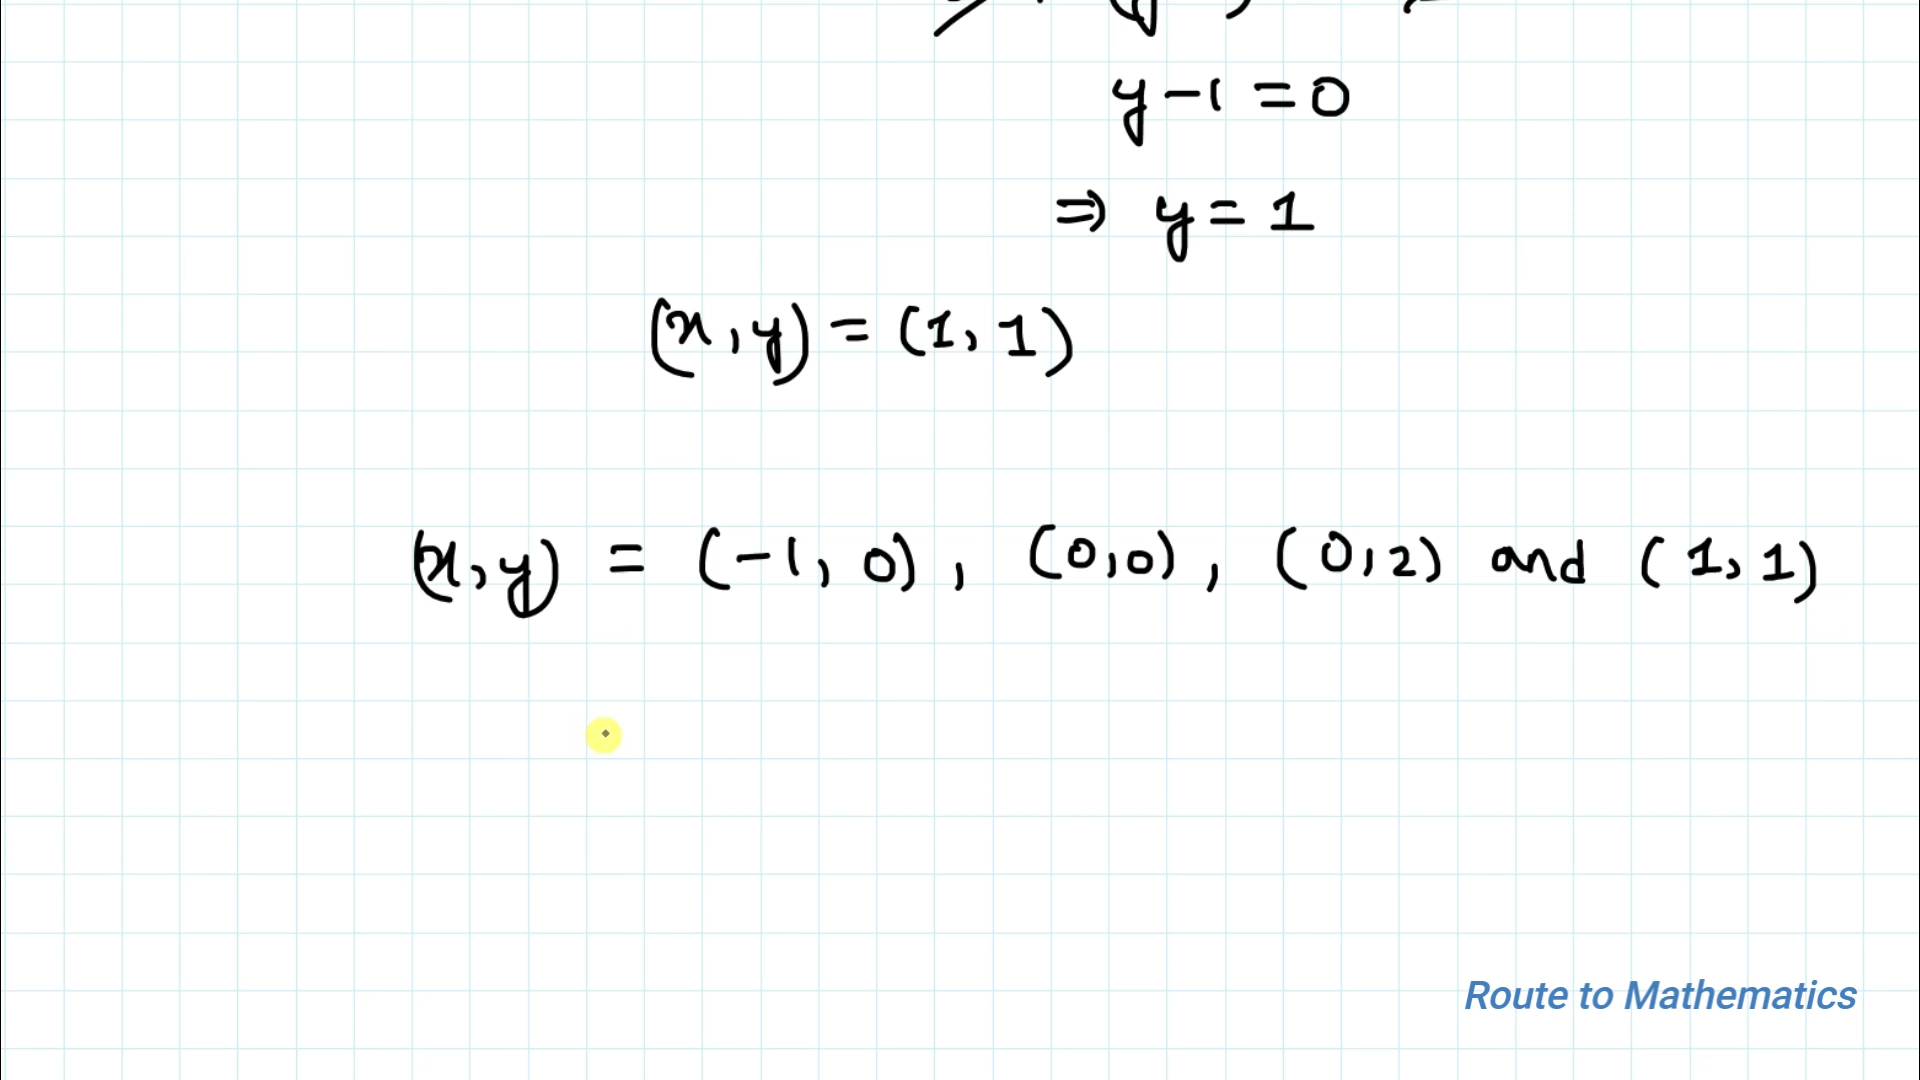 y-1 = 0
⇒ y = 1
(x, y) = (1, 1)
(x, y) = (-1, 0), (0,0), (0,2) and (1, 1)
Route to Mathematics